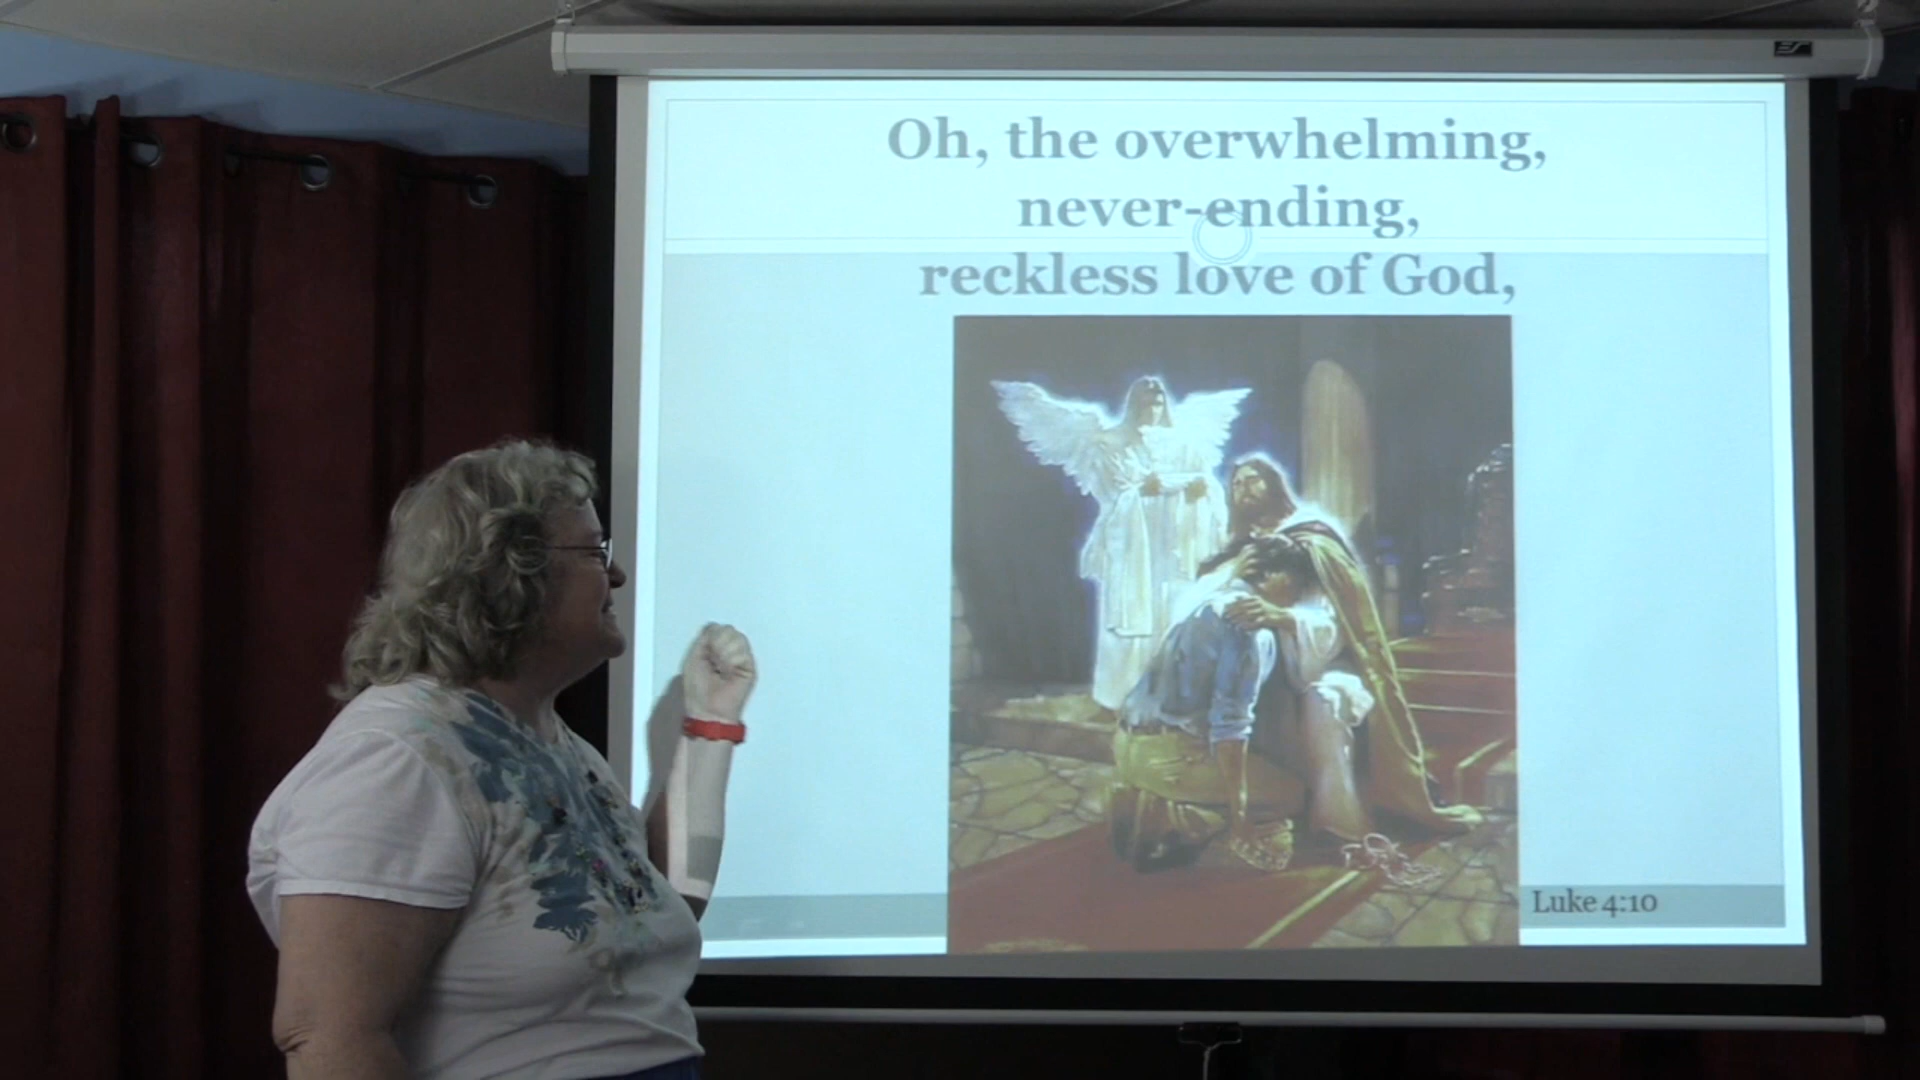 Oh, the overwhelming,
never-ending,
reckless love of God,
Luke 4:10